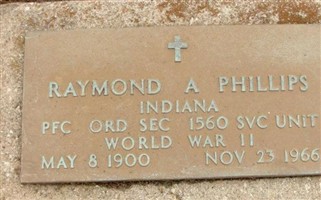 RAYMOND A PHILLIPS
INDIANA
PFC ORD SEC 1560 SVC UNIT
WORLD WAR II
MAY 8 1900 NOV 23 1966